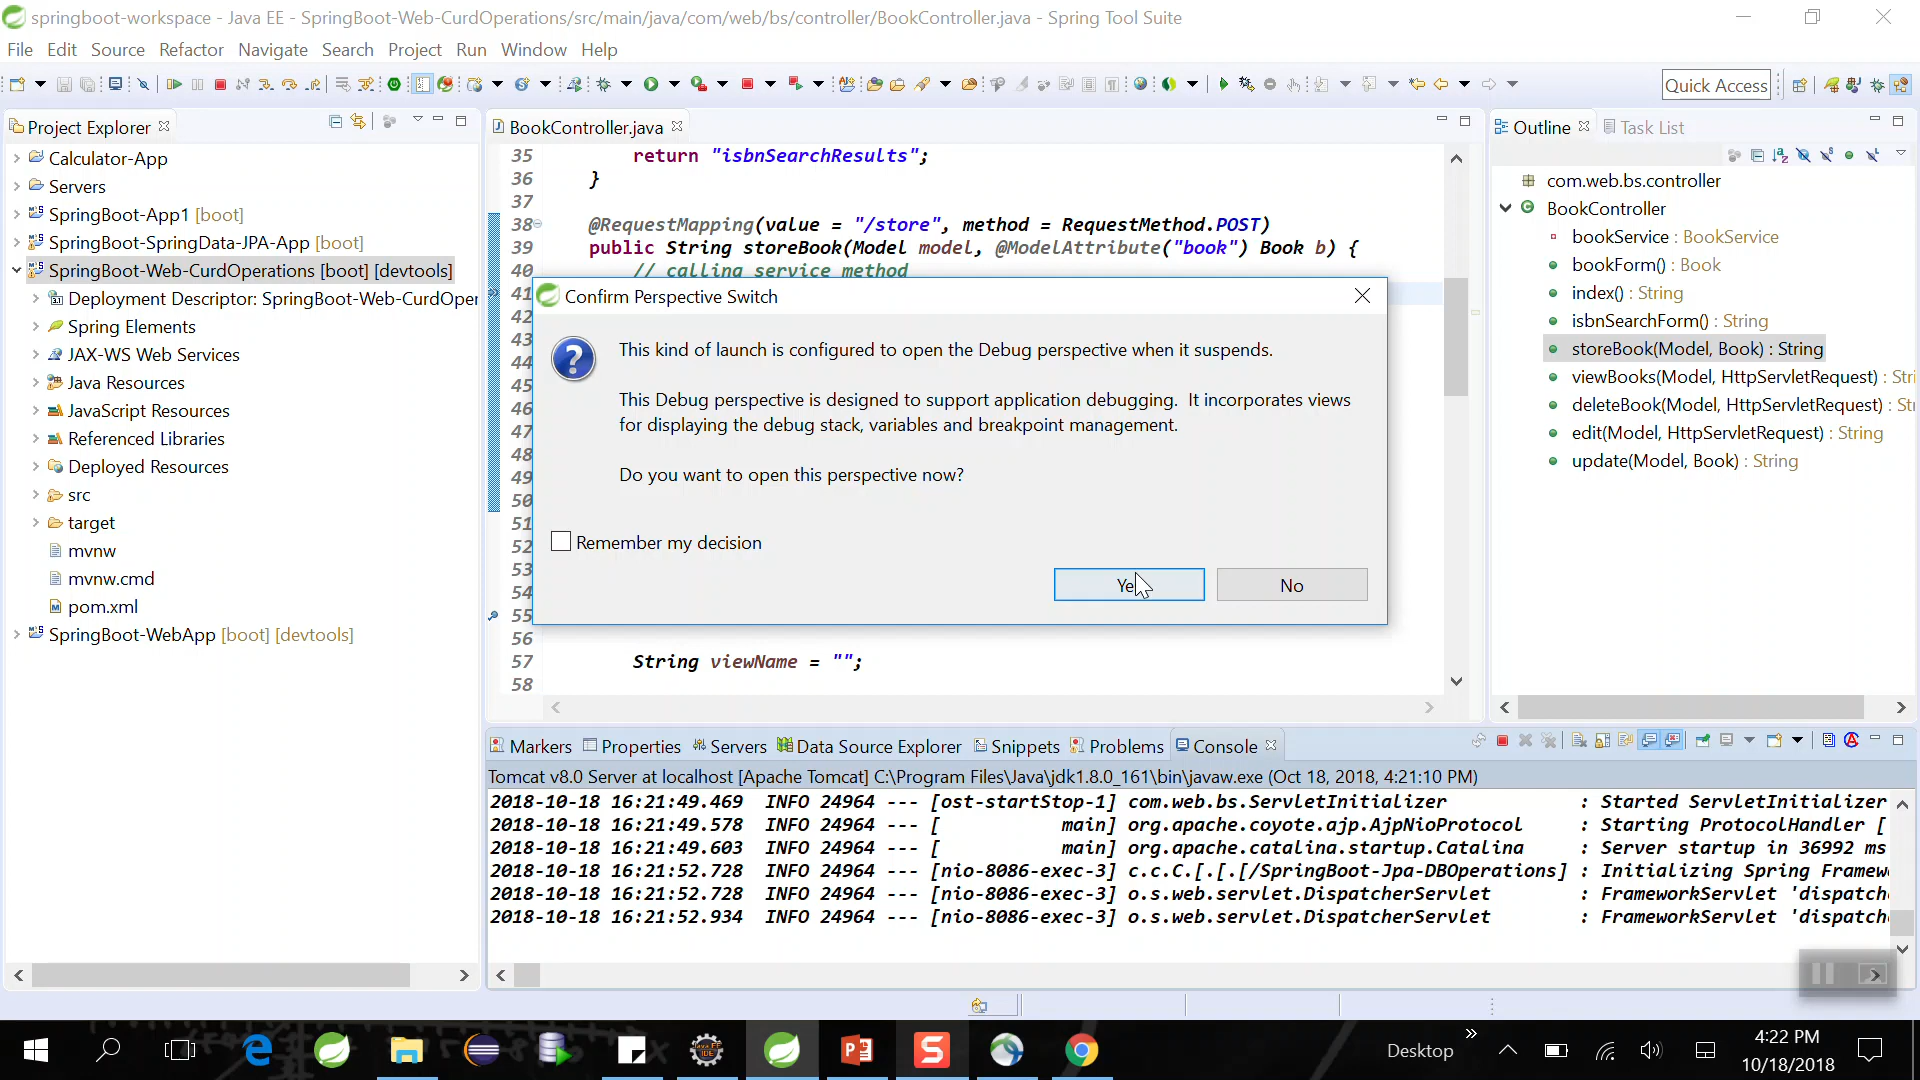 springboot-workspace - Java EE - SpringBoot-Web-CurdOperations/src/main/java/com/web/bs/controller/BookController.java - Spring Tool Suite
File Edit Source Refactor Navigate Search Project Run Window Help
Quick Access
Project Explorer
Calculator-App
Servers
SpringBoot-App1 [boot]
SpringBoot-SpringData-JPA-App [boot]
SpringBoot-Web-CurdOperations [boot] [devtools]
Deployment Descriptor: SpringBoot-Web-CurdOper
Spring Elements
JAX-WS Web Services
Java Resources
JavaScript Resources
Referenced Libraries
Deployed Resources
src
target
mvnw
mvnw.cmd
pom.xml
SpringBoot-WebApp [boot] [devtools]
BookController.java
35 return "isbnSearchResults";
36 }
37
38 @RequestMapping(value = "/store", method = RequestMethod.POST)
39 public String storeBook(Model model, @ModelAttribute("book") Book b) {
40 // calling service method
41
42
43
44
45
46
47
48
49
50
51
52
53
54
55
56
57 String viewName = "";
58
Confirm Perspective Switch
This kind of launch is configured to open the Debug perspective when it suspends.
This Debug perspective is designed to support application debugging. It incorporates views
for displaying the debug stack, variables and breakpoint management.
Do you want to open this perspective now?
Remember my decision
No
Outline Task List
com.web.bs.controller
BookController
bookService : BookService
bookForm() : Book
index() : String
isbnSearchForm() : String
storeBook(Model, Book) : String
viewBooks(Model, HttpServletRequest) : Stri
deleteBook(Model, HttpServletRequest) : St
edit(Model, HttpServletRequest) : String
update(Model, Book) : String
Markers Properties Servers Data Source Explorer Snippets Problems Console
Tomcat v8.0 Server at localhost [Apache Tomcat] C:\Program Files\Java\jdk1.8.0_161\bin\javaw.exe (Oct 18, 2018, 4:21:10 PM)
2018-10-18 16:21:49.469 INFO 24964 --- [ost-startStop-1] com.web.bs.ServletInitializer : Started ServletInitializer
2018-10-18 16:21:49.578 INFO 24964 --- [ main] org.apache.coyote.ajp.AjpNioProtocol : Starting ProtocolHandler [
2018-10-18 16:21:49.603 INFO 24964 --- [ main] org.apache.catalina.startup.Catalina : Server startup in 36992 ms
2018-10-18 16:21:52.728 INFO 24964 --- [nio-8086-exec-3] c.c.C.[.[.[/SpringBoot-Jpa-DBOperations] : Initializing Spring Framew
2018-10-18 16:21:52.728 INFO 24964 --- [nio-8086-exec-3] o.s.web.servlet.DispatcherServlet : FrameworkServlet 'dispatch
2018-10-18 16:21:52.934 INFO 24964 --- [nio-8086-exec-3] o.s.web.servlet.DispatcherServlet : FrameworkServlet 'dispatch
Desktop
4:22 PM
10/18/2018